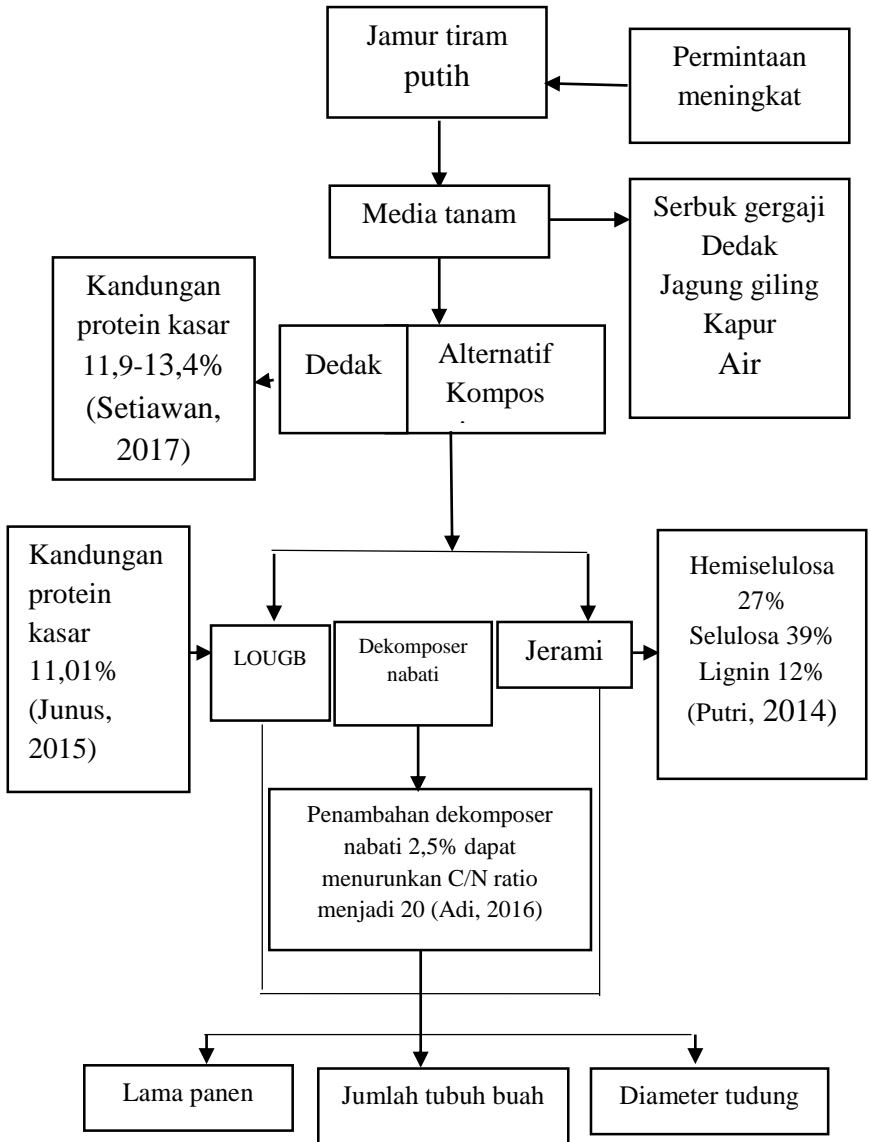 Jamur tiram
putih
Permintaan
meningkat
Media tanam
Serbuk gergaji
Dedak
Jagung giling
Kapur
Air
Kandungan
protein kasar
11,9-13,4%
(Setiawan,
2017)
Dedak
Alternatif
Kompos
Kandungan
protein
kasar
11,01%
(Junus,
2015)
LOUGB
Dekomposer
nabati
Jerami
Hemiselulosa
27%
Selulosa 39%
Lignin 12%
(Putri, 2014)
Penambahan dekomposer
nabati 2,5% dapat
menurunkan C/N ratio
menjadi 20 (Adi, 2016)
Lama panen
Jumlah tubuh buah
Diameter tudung